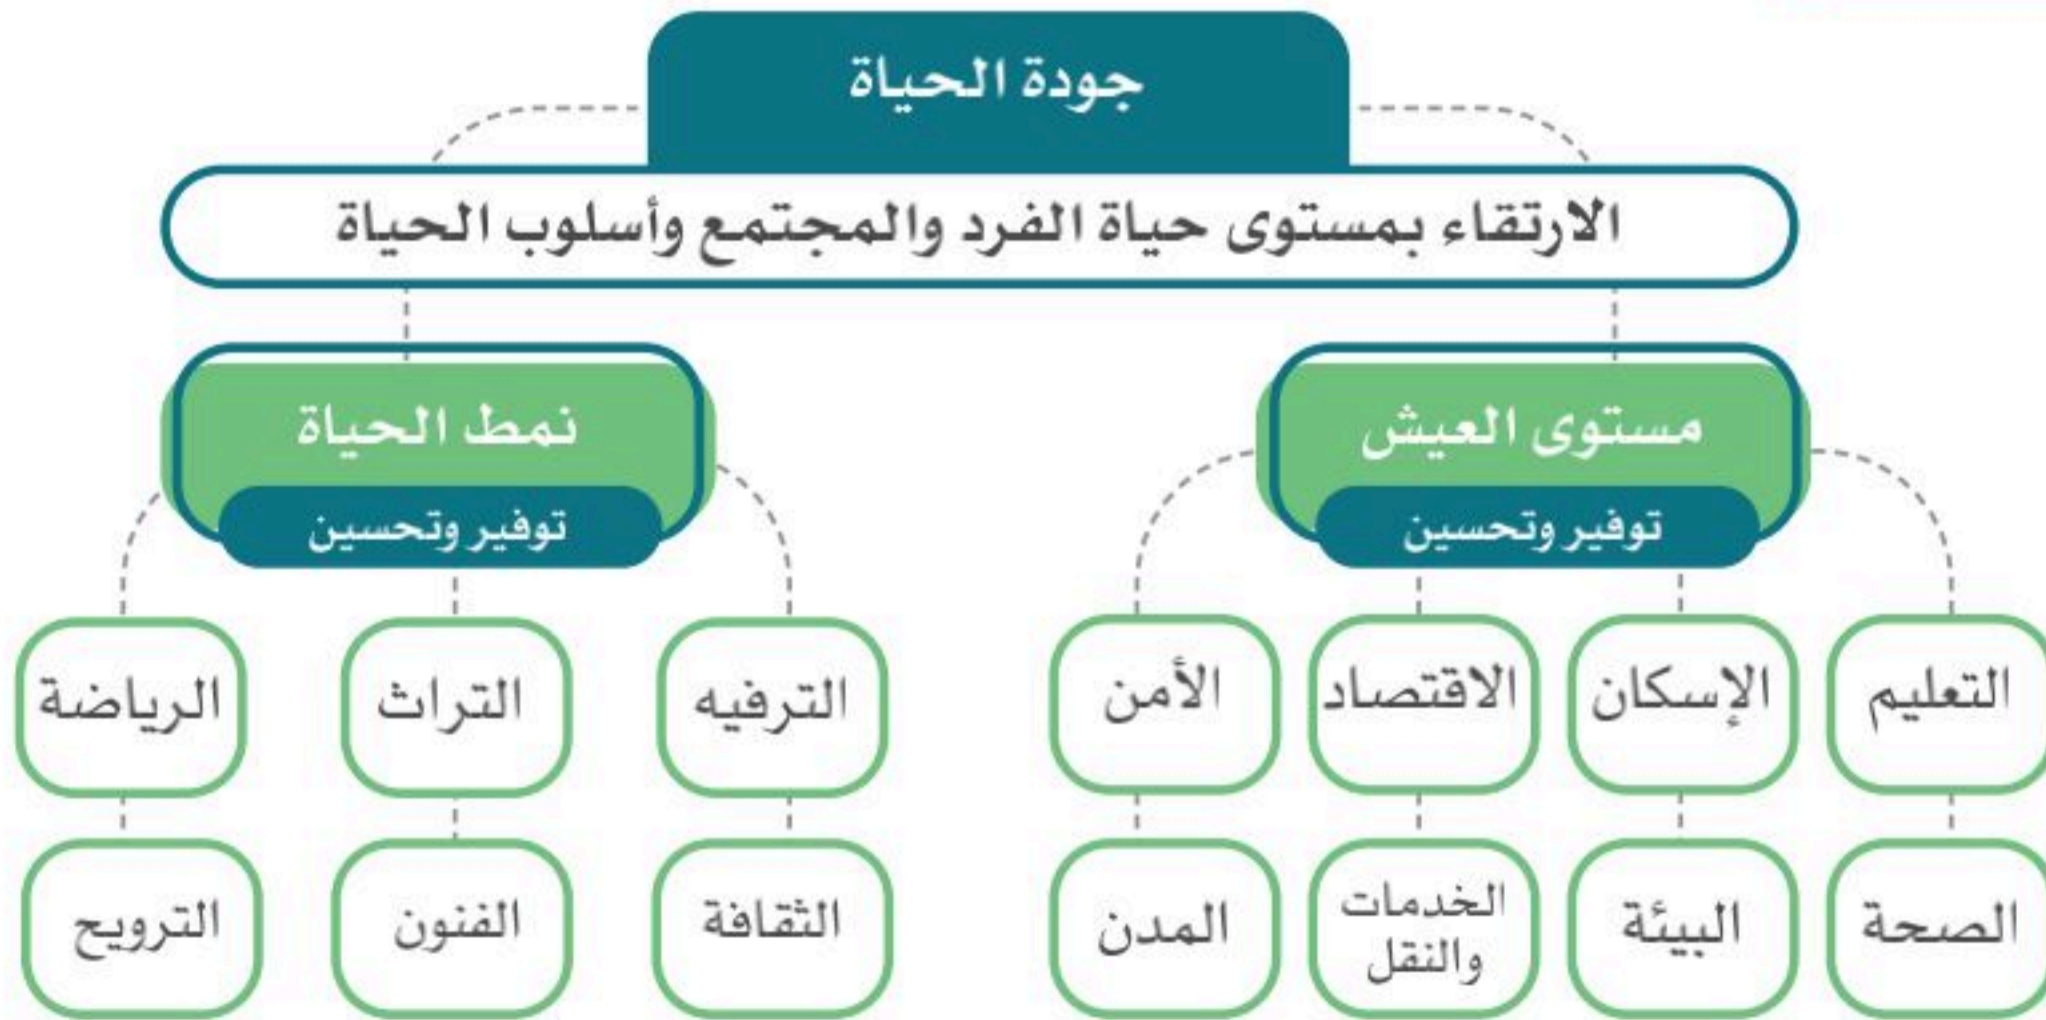 جودة الحياة
الارتقاء بمستوى حياة الفرد والمجتمع وأسلوب الحياة
مستوى العيش
توفير وتحسين
التعليم
الإسكان
الاقتصاد
الأمن
الصحة
البيئة
الخدمات
والنقل
المدن
نمط الحياة
توفير وتحسين
الترفيه
التراث
الرياضة
الثقافة
الفنون
الترويح